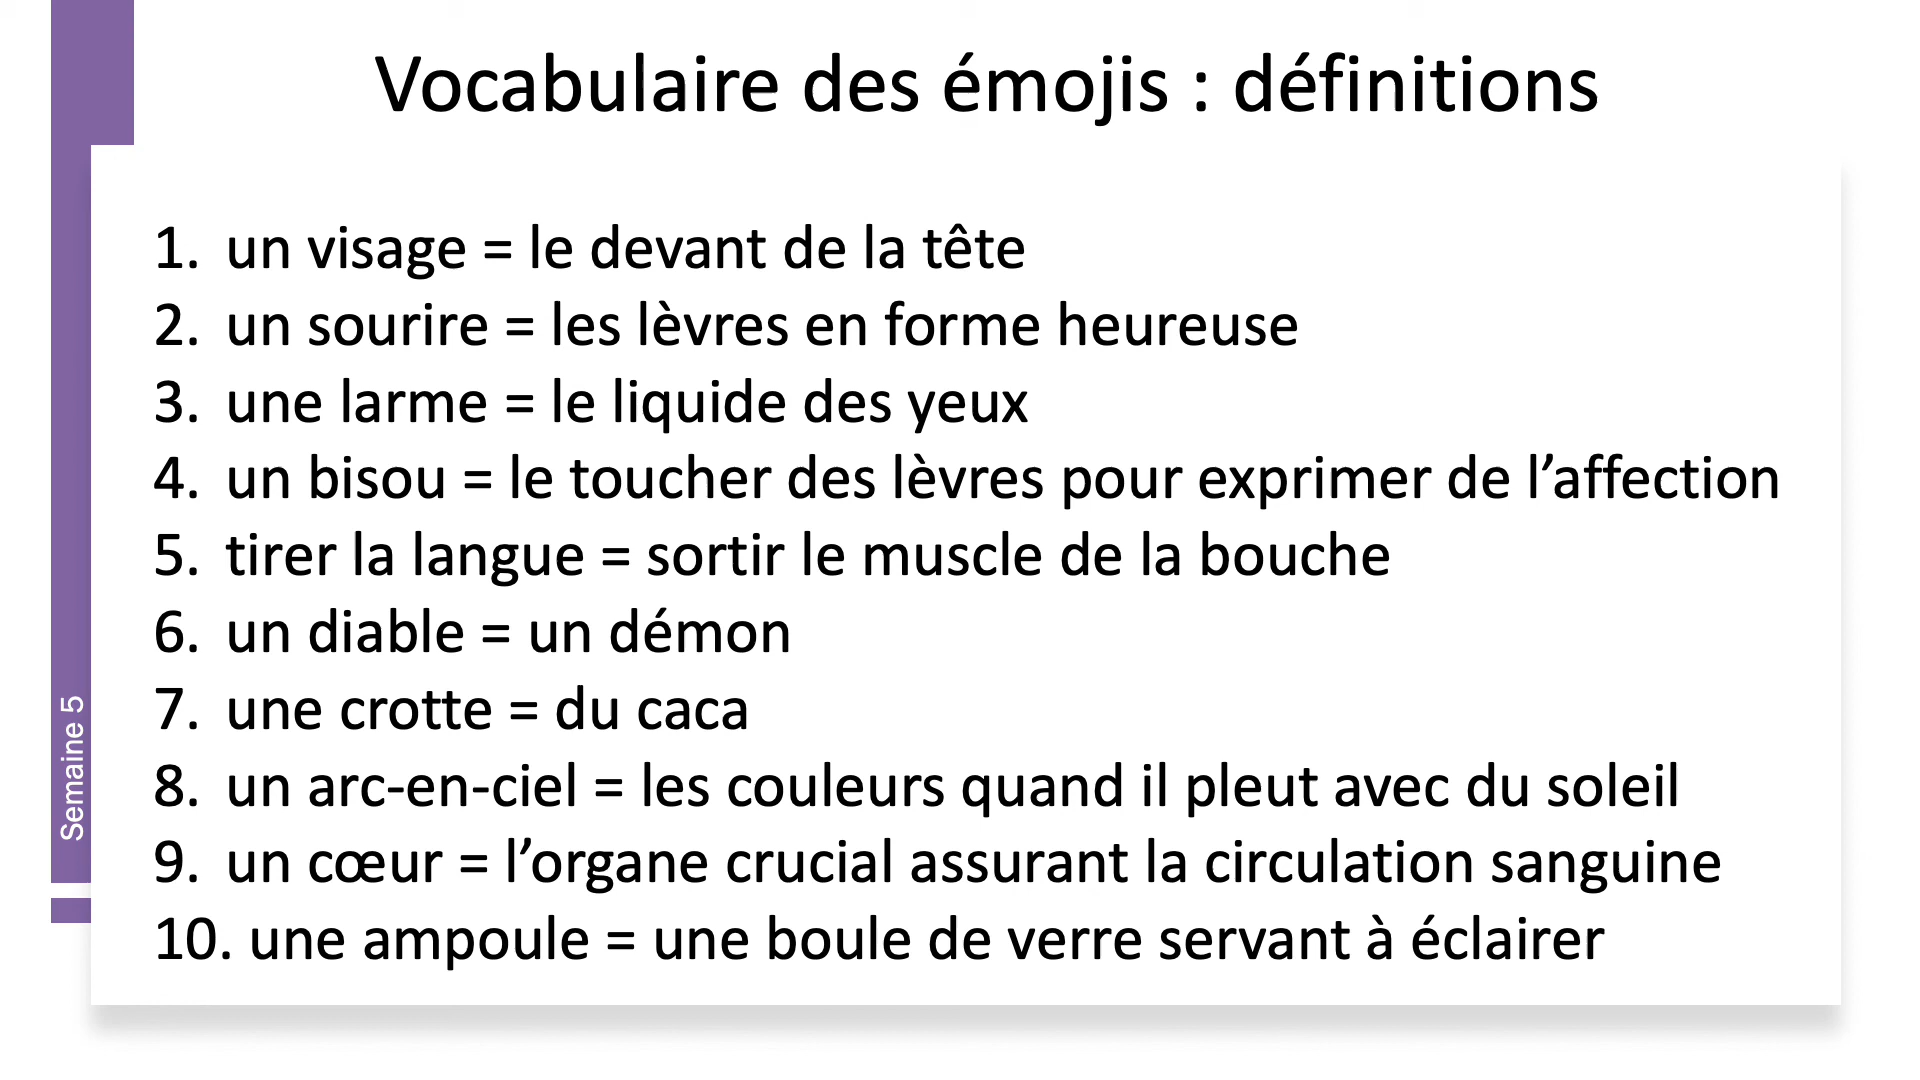 Vocabulaire des émojis : définitions
1. un visage = le devant de la tête
2. un sourire = les lèvres en forme heureuse
3. une larme = le liquide des yeux
4. un bisou = le toucher des lèvres pour exprimer de l’affection
5. tirer la langue = sortir le muscle de la bouche
6. un diable = un démon
7. une crotte = du caca
8. un arc-en-ciel = les couleurs quand il pleut avec du soleil
9. un cœur = l’organe crucial assurant la circulation sanguine
10. une ampoule = une boule de verre servant à éclairer
Semaine 5